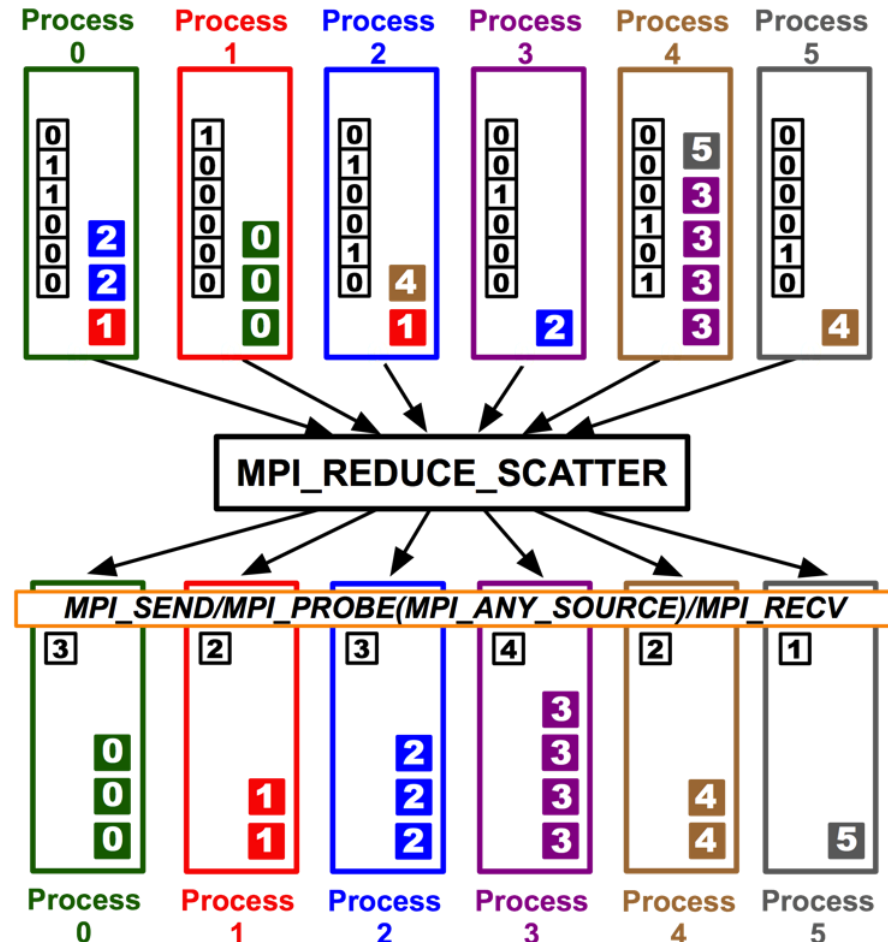 Process Process Process Process Process Process
0 1 2 3 4 5
0 1 0 0 0 0
1 0 1 0 0 5 0
1 0 0 1 0 3 0
0 2 0 0 0 0 1 3 0
0 2 0 0 1 4 0 0 3 1
0 1 0 0 0 1 0 2 1 3 0 4
MPI_REDUCE_SCATTER
MPI_SEND/MPI_PROBE(MPI_ANY_SOURCE)/MPI_RECV
3 2 3 4 2 1
3
0 2 3
0 1 2 3 4
0 1 2 3 4 5
Process Process Process Process Process Process
0 1 2 3 4 5